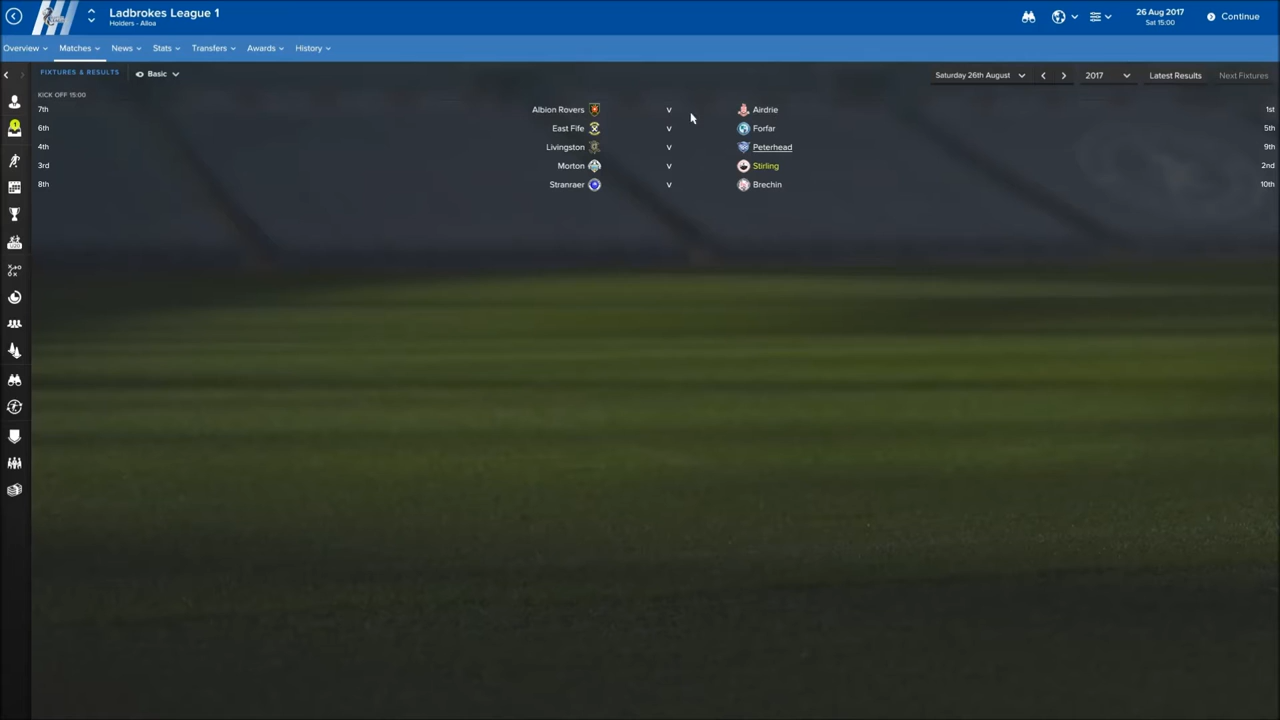 Ladbrokes League 1
Holders - Alloa
26 Aug 2017
Sat 15:00
Continue
Overview Matches News Stats Transfers Awards History
FIXTURES & RESULTS Basic Saturday 26th August 2017 Latest Results Next Fixtures
KICK OFF 15:00
7th Albion Rovers v Airdrie 1st
6th East Fife v Forfar 5th
4th Livingston v Peterhead 9th
3rd Morton v Stirling 2nd
8th Stranraer v Brechin 10th
1
U20